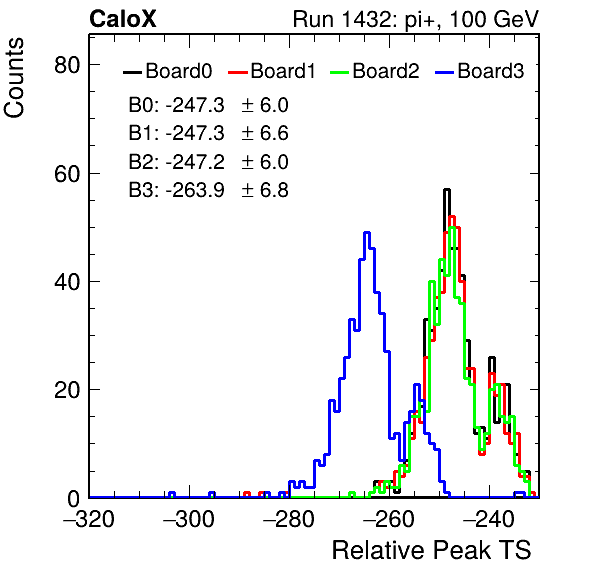 CaloX Run 1432: pi+, 100 GeV
Counts
Board0 Board1 Board2 Board3
B0: -247.3 ± 6.0
B1: -247.3 ± 6.6
B2: -247.2 ± 6.0
B3: -263.9 ± 6.8
80
60
40
20
0
−320 −300 −280 −260 −240
Relative Peak TS